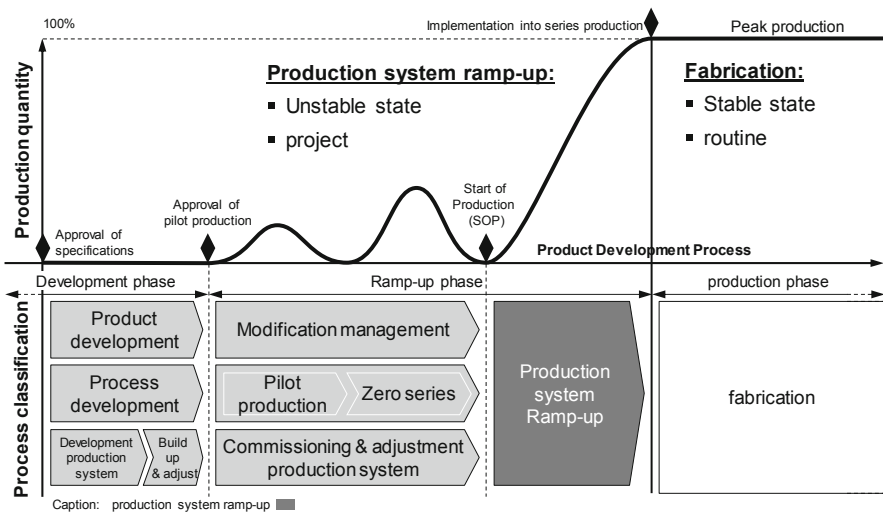 100%
Implementation into series production
Peak production
Production system ramp-up:
▪ Unstable state
▪ project
Fabrication:
▪ Stable state
▪ routine
Production quantity
Approval of
specifications
Approval of
pilot production
Start of
Production
(SOP)
Product Development Process
Development phase
Ramp-up phase
production phase
Process classification
Product
development
Modification management
Process
development
Pilot
production
Zero series
Development
production
system
Build
up
& adjust
Commissioning & adjustment
production system
Production
system
Ramp-up
fabrication
Caption: production system ramp-up